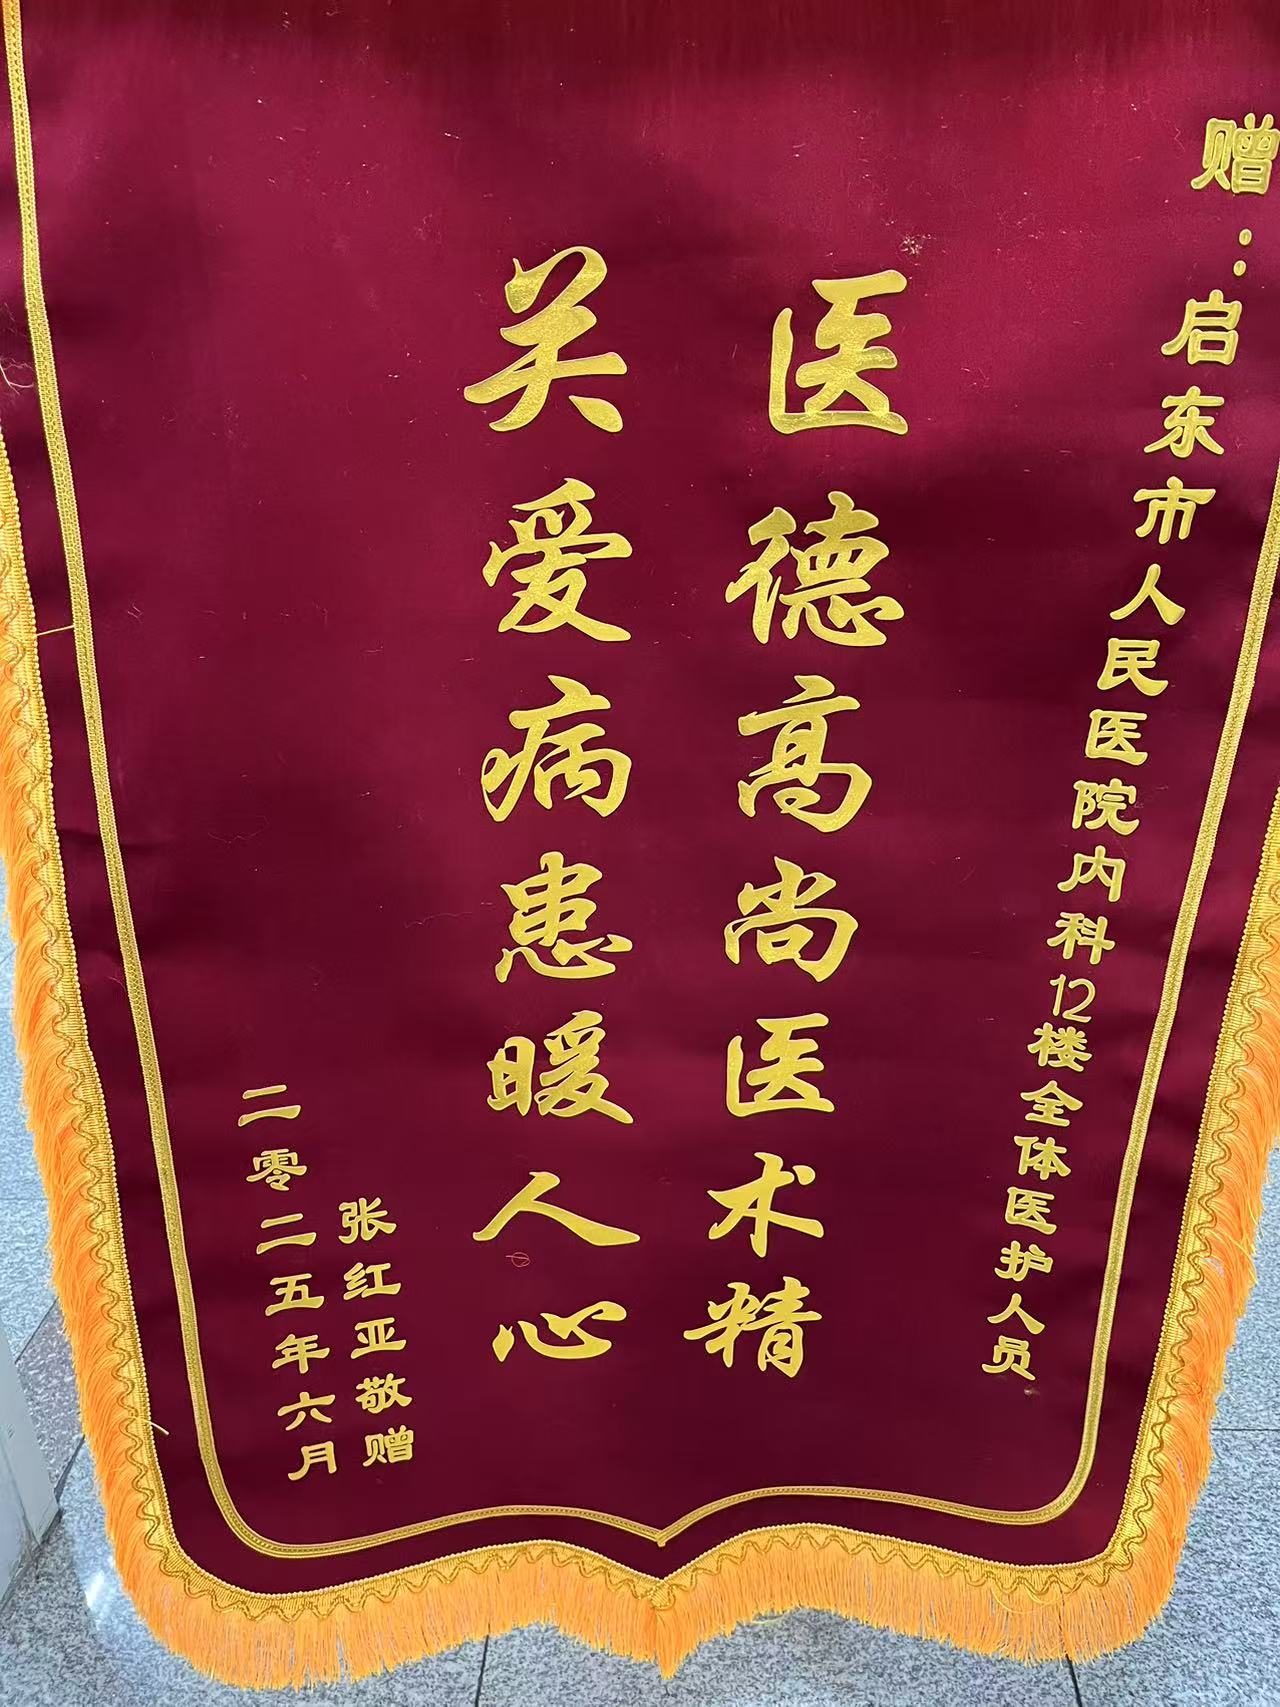 赠：启东市人民医院内科12楼全体医护人员
医德高尚医术精
关爱病患暖人心
张红亚敬赠
二零二五年六月